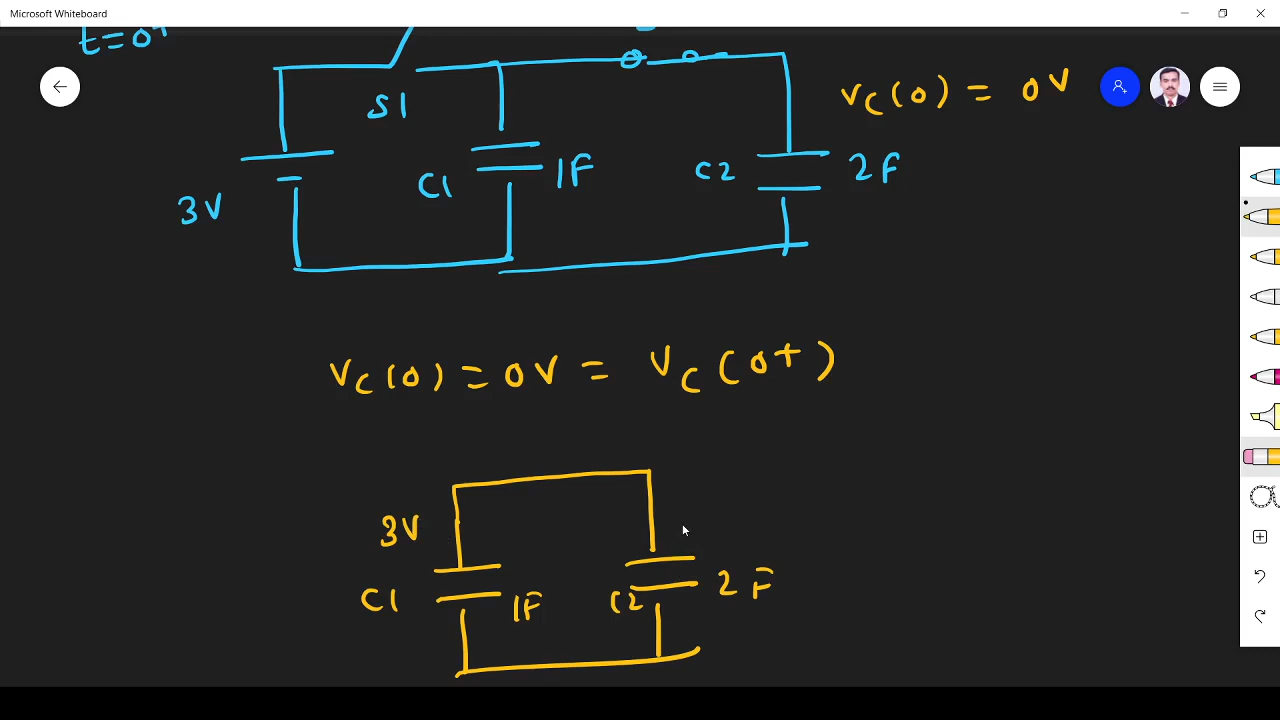 Microsoft Whiteboard
t=0+
S1
Vc(0) = 0V
3V
C1
1F
C2
2F
Vc(0) = 0V = Vc(0+)
3V
C1
1F
C2
2F